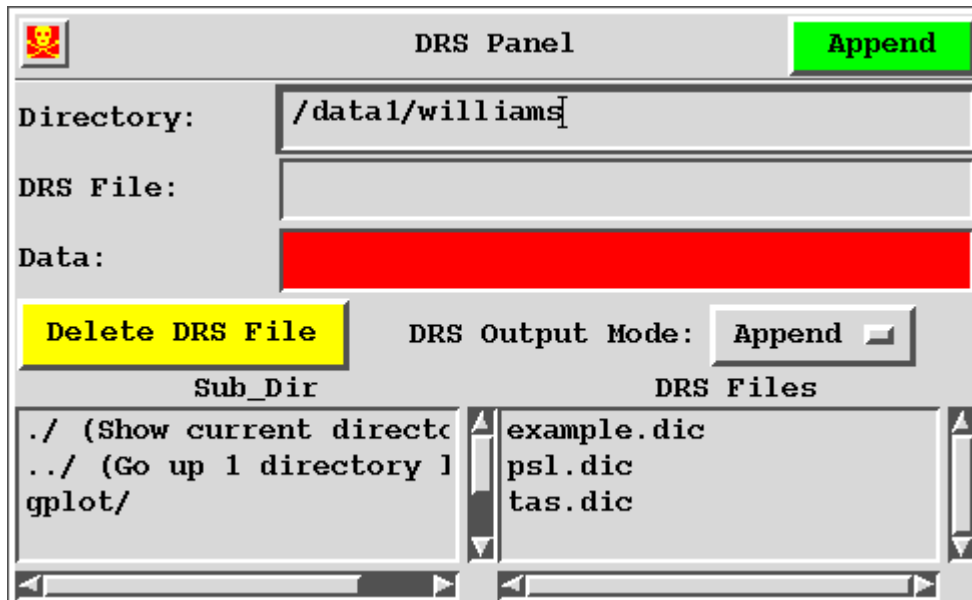 DRS Panel
Append
Directory:
/data1/williams
DRS File:
Data:
Delete DRS File
DRS Output Mode:
Append
Sub_Dir
DRS Files
./ (Show current directo
../ (Go up 1 directory l
gplot/
example.dic
psl.dic
tas.dic